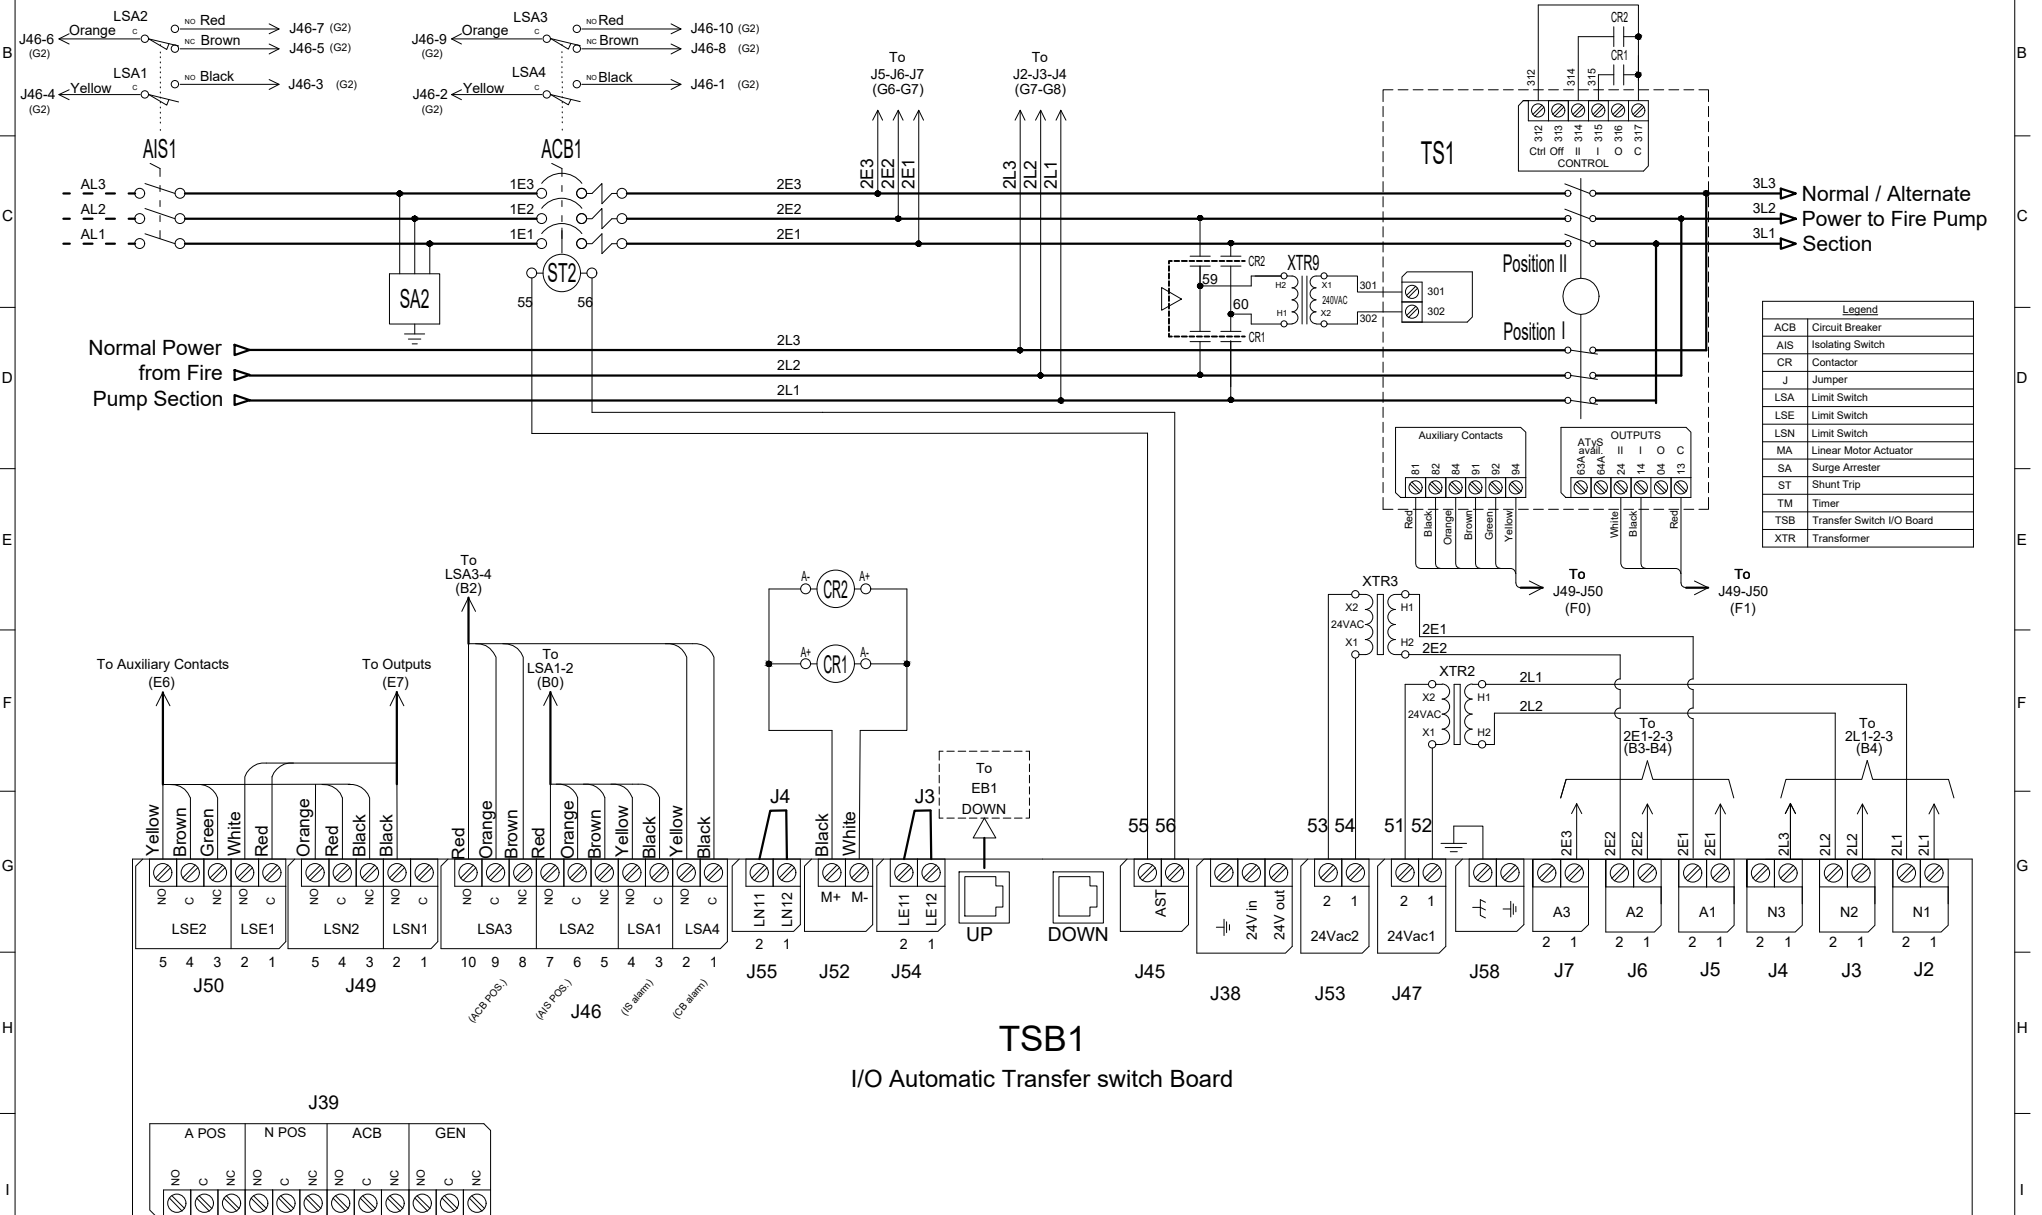 B
LSA2
NO Red
J46-7 (G2)
J46-6
(G2)
Orange
C
NC Brown
J46-5 (G2)
LSA1
NO Black
J46-3 (G2)
J46-4
(G2)
Yellow
C
LSA3
NO Red
J46-10 (G2)
J46-9
(G2)
Orange
C
NC Brown
J46-8 (G2)
LSA4
NO Black
J46-1 (G2)
J46-2
(G2)
Yellow
C
To
J5-J6-J7
(G6-G7)
To
J2-J3-J4
(G7-G8)
CR2
CR1
312
314
315
B
312 313 314 315 316 317
Ctrl Off II I O C
CONTROL
TS1
AIS1
ACB1
2E3
2E2
2E1
2L3
2L2
2L1
C
AL3
1E3
2E3
3L3
Normal / Alternate
AL2
1E2
2E2
3L2
Power to Fire Pump
AL1
1E1
2E1
3L1
Section
C
ST2
55
56
SA2
CR2
59
60
CR1
XTR9
H2
X1
240VAC
H1
X2
301
302
301
302
Position II
Position I
Legend
ACB Circuit Breaker
AIS Isolating Switch
CR Contactor
J Jumper
LSA Limit Switch
LSE Limit Switch
LSN Limit Switch
MA Linear Motor Actuator
SA Surge Arrester
ST Shunt Trip
TM Timer
TSB Transfer Switch I/O Board
XTR Transformer
D
Normal Power
from Fire
Pump Section
2L3
2L2
2L1
D
Auxiliary Contacts
81 82 84 91 92 94
Red Black Orange Brown Green Yellow
OUTPUTS
ATyS
avail. II I O C
63A 64A 24 14 04 13
White Black Red
To
J49-J50
(F0)
To
J49-J50
(F1)
E
E
To
LSA3-4
(B2)
A- CR2 A+
A+ CR1 A-
XTR3
X2 H1
24VAC
X1 H2
2E1
2E2
XTR2
X2 H1
24VAC
X1 H2
2L1
2L2
F
To Auxiliary Contacts
(E6)
To Outputs
(E7)
To
LSA1-2
(B0)
To
2E1-2-3
(B3-B4)
To
2L1-2-3
(B4)
F
To
EB1
DOWN
J4
J3
G
Yellow Brown Green White Red
Orange Red Black Black
Red Orange Brown Red Orange Brown Yellow Black Yellow Black
Black White
55 56
53 54
51 52
2E3 2E2 2E2 2E1 2E1 2L3 2L2 2L2 2L1 2L1
G
NO C NC
LSE2 LSE1
5 4 3 2 1
J50
NO C NC
LSN2 LSN1
5 4 3 2 1
J49
NO C NC NO C NC NO C NO C
LSA3 LSA2 LSA1 LSA4
10 9 8 7 6 5 4 3 2 1
(ACB POS.) (AIS POS.) (IS alarm) (CB alarm)
J46
LN11 LN12
2 1
J55
M+ M-
J52
LE11 LE12
2 1
J54
UP
DOWN
AST
J45
24V in
24V out
J38
2 1
24Vac2
J53
2 1
24Vac1
J47
J58
A3
2 1
J7
A2
2 1
J6
A1
2 1
J5
N3
2 1
J4
N2
2 1
J3
N1
2 1
J2
H
TSB1
H
I/O Automatic Transfer switch Board
J39
A POS N POS ACB GEN
NO C NC NO C NC NO C NC NO C NC
I
I